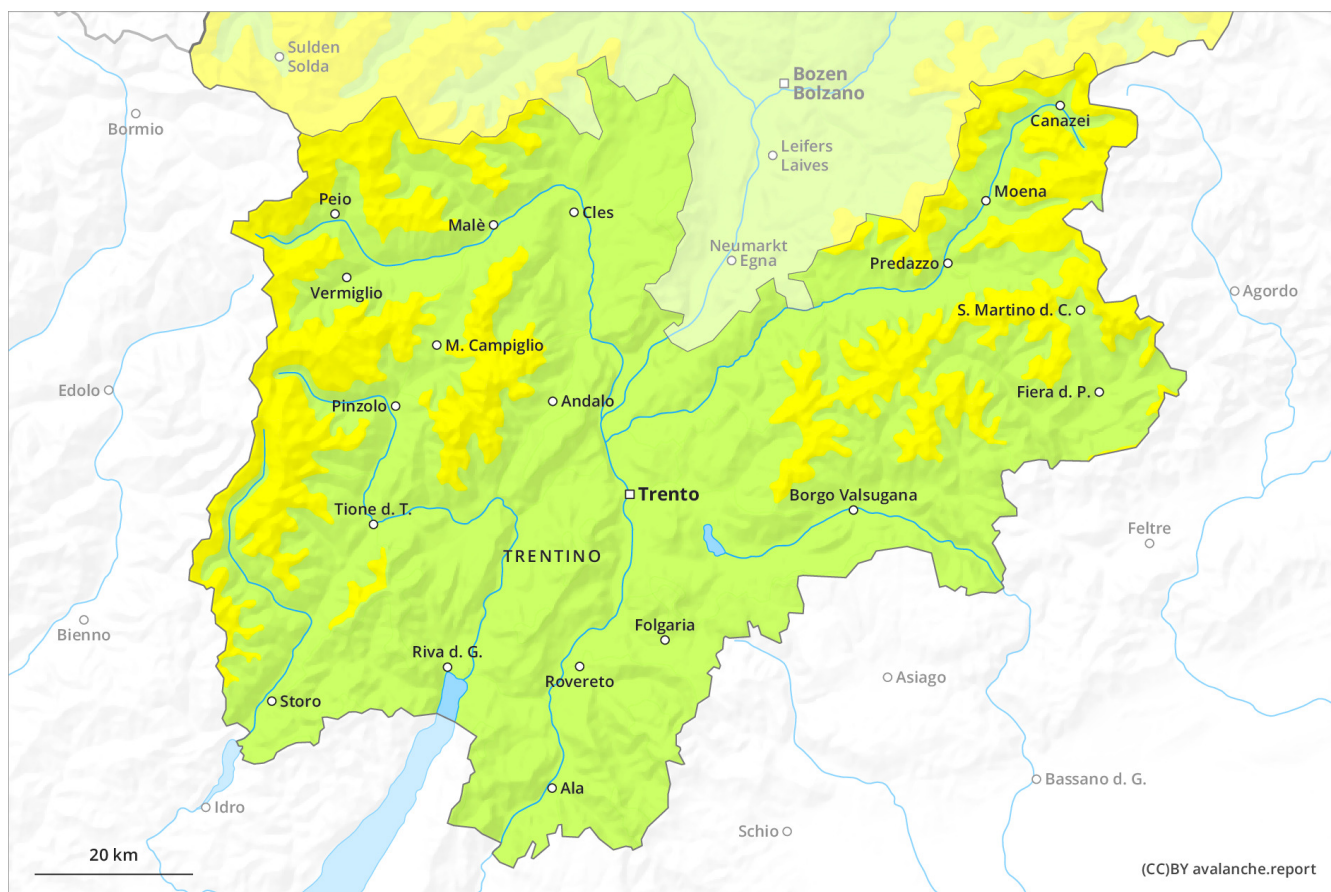 Sulden
Solda
Bozen
Bolzano
Bormio
Canazei
Leifers
Laives
Peio
Moena
Malè
Cles
Neumarkt
Egna
Predazzo
Vermiglio
Agordo
S. Martino d. C.
M. Campiglio
Edolo
Fiera d. P.
Andalo
Pinzolo
Trento
Borgo Valsugana
Tione d. T.
Feltre
TRENTINO
Bienno
Folgaria
Riva d. G.
Rovereto
Asiago
Storo
Bassano d. G.
Ala
Idro
Schio
20 km
(CC)BY avalanche.report